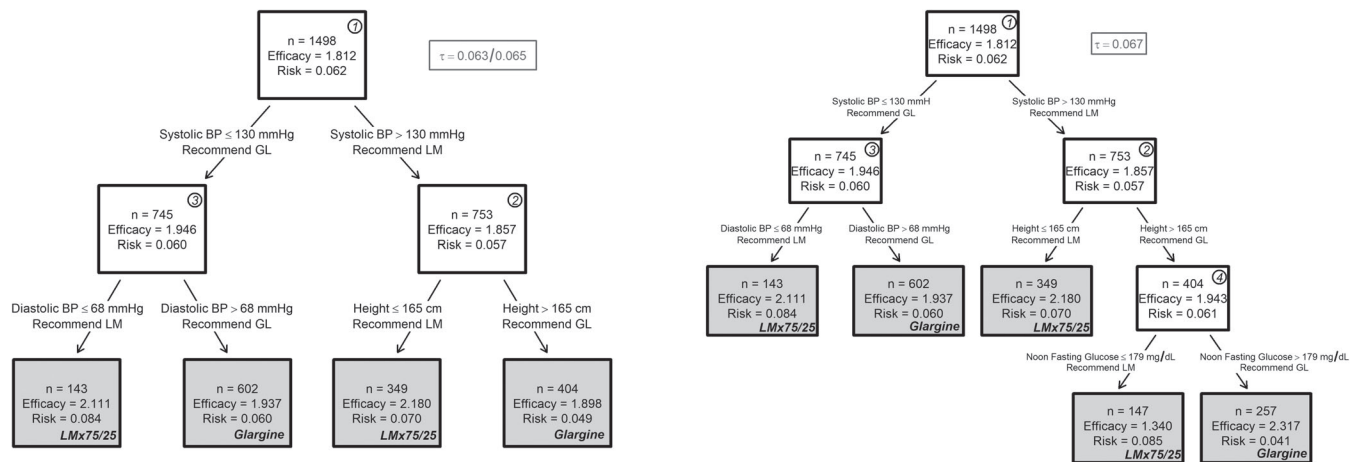 1
n = 1498
Efficacy = 1.812
Risk = 0.062
τ = 0.063/0.065
Systolic BP ≤ 130 mmHg
Recommend GL
Systolic BP > 130 mmHg
Recommend LM
3
n = 745
Efficacy = 1.946
Risk = 0.060
2
n = 753
Efficacy = 1.857
Risk = 0.057
Diastolic BP ≤ 68 mmHg
Recommend LM
Diastolic BP > 68 mmHg
Recommend GL
Height ≤ 165 cm
Recommend LM
Height > 165 cm
Recommend GL
n = 143
Efficacy = 2.111
Risk = 0.084
LMx75/25
n = 602
Efficacy = 1.937
Risk = 0.060
Glargine
n = 349
Efficacy = 2.180
Risk = 0.070
LMx75/25
n = 404
Efficacy = 1.898
Risk = 0.049
Glargine
1
n = 1498
Efficacy = 1.812
Risk = 0.062
τ = 0.067
Systolic BP ≤ 130 mmH
Recommend GL
Systolic BP > 130 mmHg
Recommend LM
3
n = 745
Efficacy = 1.946
Risk = 0.060
2
n = 753
Efficacy = 1.857
Risk = 0.057
Diastolic BP ≤ 68 mmHg
Recommend LM
Diastolic BP > 68 mmHg
Recommend GL
Height ≤ 165 cm
Recommend LM
Height > 165 cm
Recommend GL
n = 143
Efficacy = 2.111
Risk = 0.084
LMx75/25
n = 602
Efficacy = 1.937
Risk = 0.060
Glargine
n = 349
Efficacy = 2.180
Risk = 0.070
LMx75/25
4
n = 404
Efficacy = 1.943
Risk = 0.061
Noon Fasting Glucose ≤ 179 mg/dL
Recommend LM
Noon Fasting Glucose > 179 mg/dL
Recommend GL
n = 147
Efficacy = 1.340
Risk = 0.085
LMx75/25
n = 257
Efficacy = 2.317
Risk = 0.041
Glargine